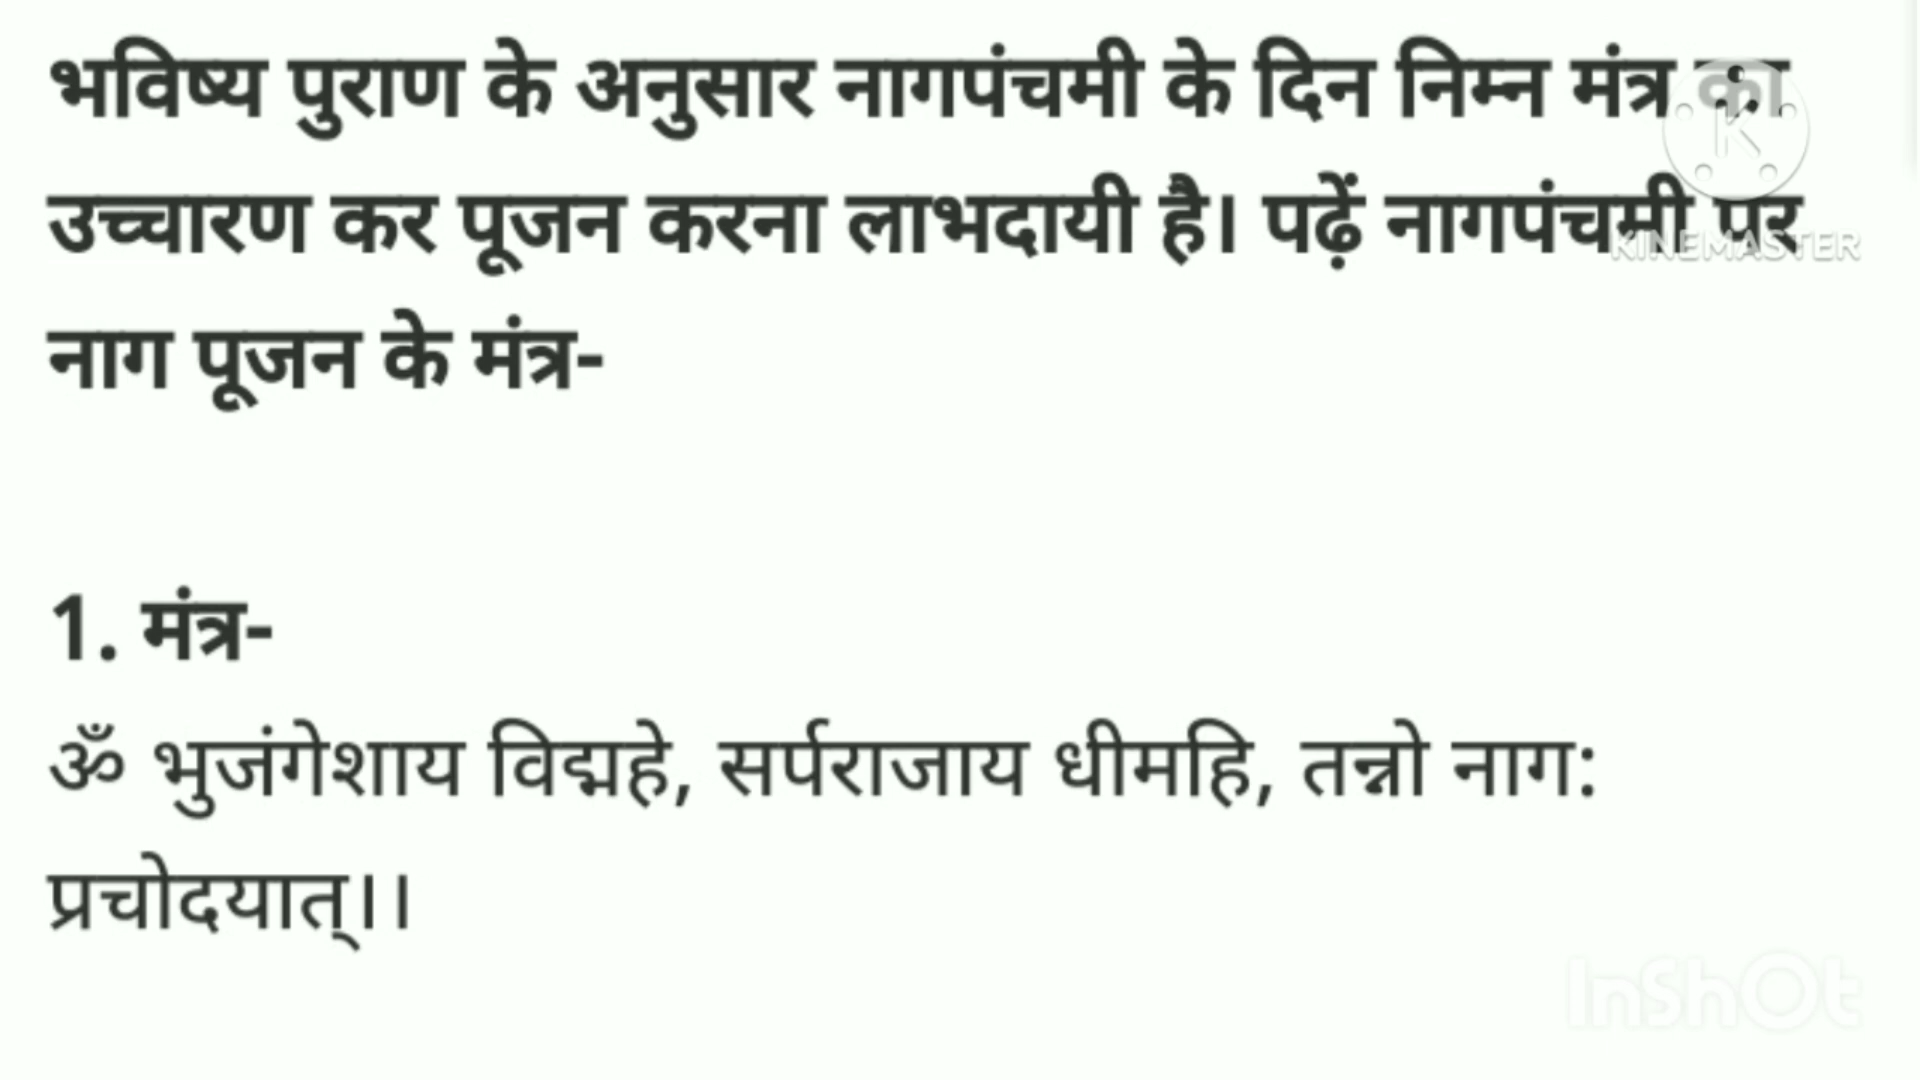 भविष्य पुराण के अनुसार नागपंचमी के दिन निम्न मंत्र का
उच्चारण कर पूजन करना लाभदायी है। पढ़ें नागपंचमी पर
KINEMASTER
नाग पूजन के मंत्र-
1. मंत्र-
ॐ भुजंगेशाय विद्महे, सर्पराजाय धीमहि, तन्नो नाग:
प्रचोदयात्।।
InShOt